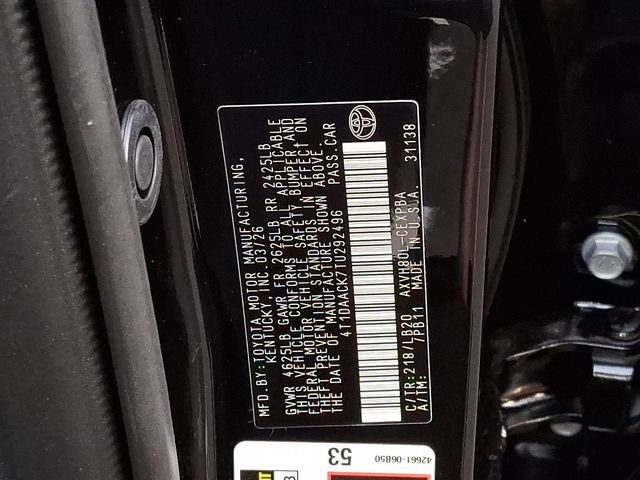 MFD.BY:TOYOTA MOTOR MANUFACTURING,
KENTUCKY, INC. 03/26
GVWR 4625LB GAWR FR 2625LB RR 2425LB
THIS VEHICLE CONFORMS TO ALL APPLICABLE
FEDERAL MOTOR VEHICLE SAFETY, BUMPER, AND
THEFT PREVENTION STANDARDS IN EFFECT ON
THE DATE OF MANUFACTURE SHOWN ABOVE.
4T1DAACK7TU292496 PASS.CAR
C/TR:218/LB20 AXVH80L-CEXPBA
A/TM: /PB11 MADE IN U.S.A. 31138
53
42661-06B50